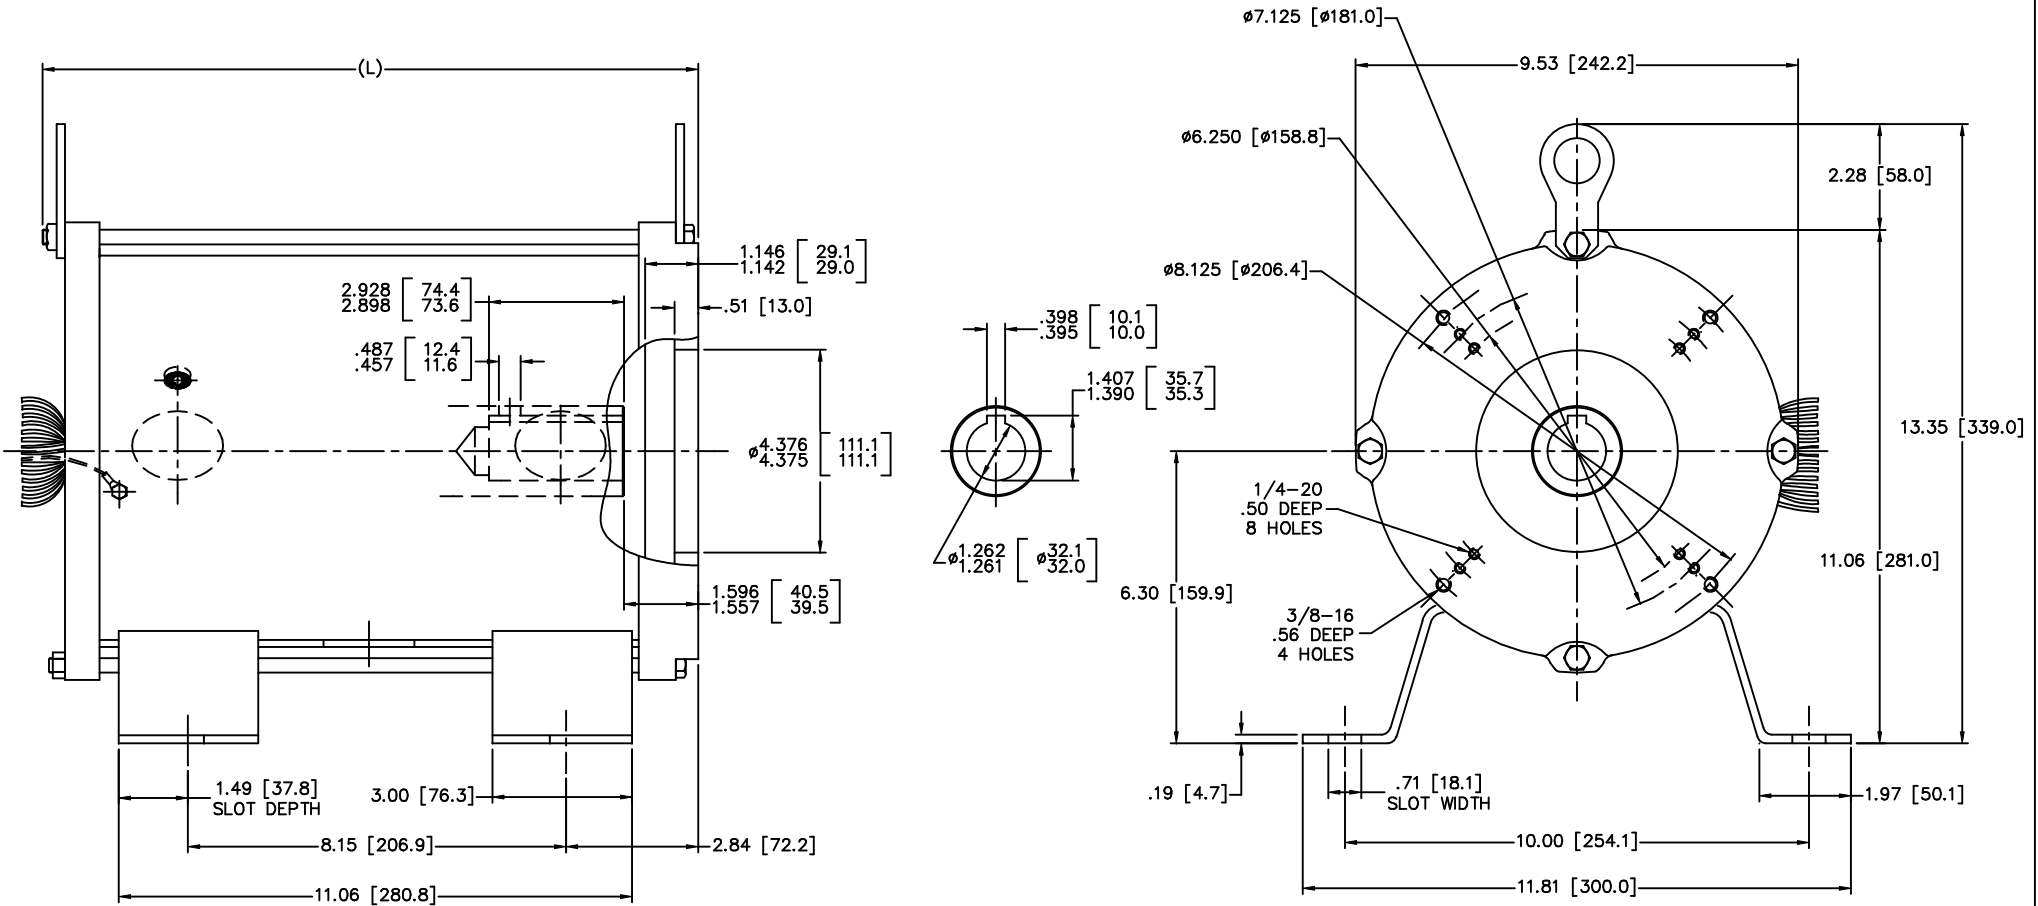 (L)
1.146 [ 29.1 ]
1.142 [ 29.0 ]
2.928 [ 74.4 ]
2.898 [ 73.6 ]
.51 [13.0]
.487 [ 12.4 ]
.457 [ 11.6 ]
ø4.376 [ 111.1 ]
4.375 [ 111.1 ]
1.596 [ 40.5 ]
1.557 [ 39.5 ]
1.49 [37.8]
SLOT DEPTH
3.00 [76.3]
8.15 [206.9]
2.84 [72.2]
11.06 [280.8]
.398 [ 10.1 ]
.395 [ 10.0 ]
1.407 [ 35.7 ]
1.390 [ 35.3 ]
ø1.262 [ ø32.1 ]
1.261 [ 32.0 ]
ø7.125 [ø181.0]
9.53 [242.2]
ø6.250 [ø158.8]
2.28 [58.0]
ø8.125 [ø206.4]
13.35 [339.0]
1/4-20
.50 DEEP
8 HOLES
11.06 [281.0]
6.30 [159.9]
3/8-16
.56 DEEP
4 HOLES
.19 [4.7]
.71 [18.1]
SLOT WIDTH
1.97 [50.1]
10.00 [254.1]
11.81 [300.0]